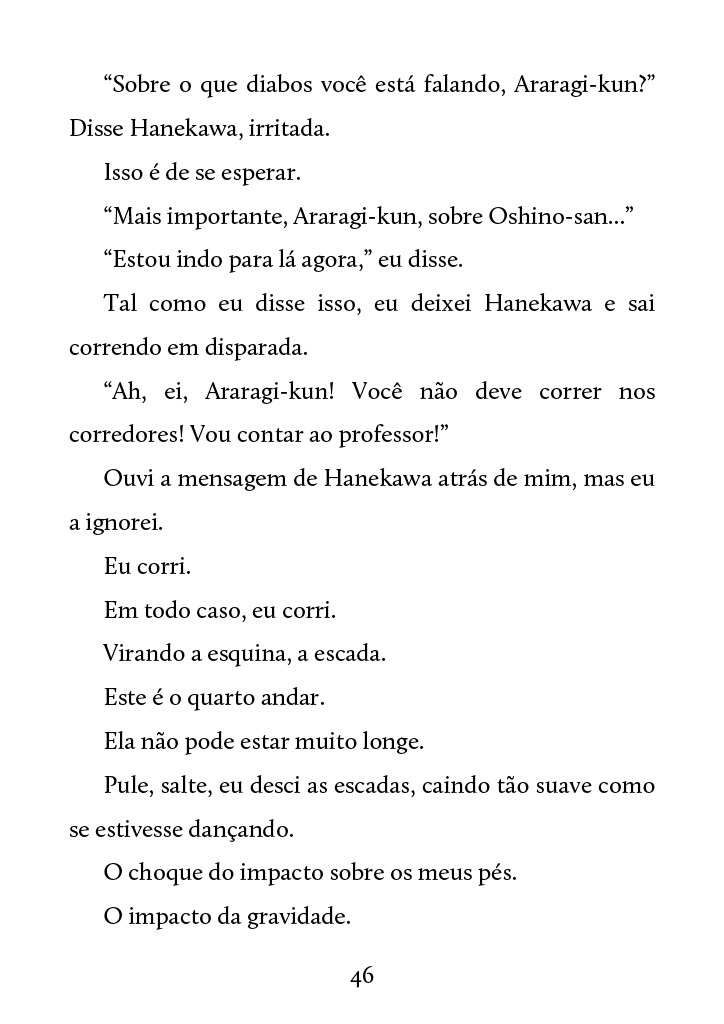 “Sobre o que diabos você está falando, Araragi-kun?”
Disse Hanekawa, irritada.
Isso é de se esperar.
“Mais importante, Araragi-kun, sobre Oshino-san...”
“Estou indo para lá agora,” eu disse.
Tal como eu disse isso, eu deixei Hanekawa e sai
correndo em disparada.
“Ah, ei, Araragi-kun! Você não deve correr nos
corredores! Vou contar ao professor!”
Ouvi a mensagem de Hanekawa atrás de mim, mas eu
a ignorei.
Eu corri.
Em todo caso, eu corri.
Virando a esquina, a escada.
Este é o quarto andar.
Ela não pode estar muito longe.
Pule, salte, eu desci as escadas, caindo tão suave como
se estivesse dançando.
O choque do impacto sobre os meus pés.
O impacto da gravidade.
46